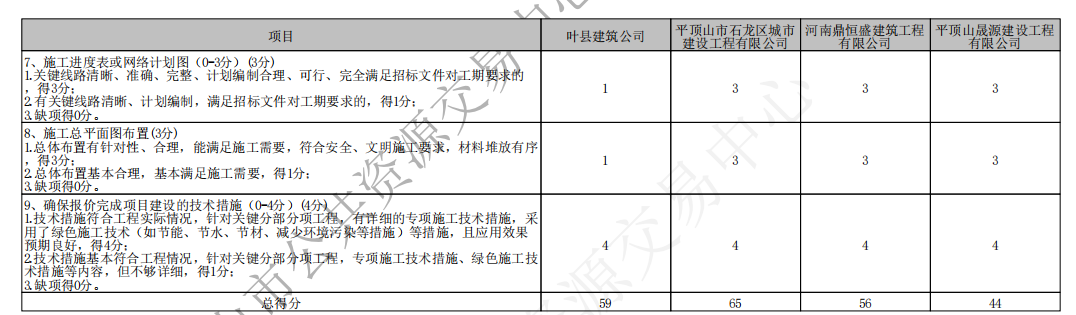 项目 叶县建筑公司 平顶山市石龙区城市建设工程有限公司 河南鼎恒盛建筑工程有限公司 平顶山晟源建设工程有限公司
7、施工进度表或网络计划图（0-3分）(3分)
1.关键线路清晰、准确、完整、计划编制合理、可行、完全满足招标文件对工期要求的
，得3分；
2.有关键线路清晰、计划编制，满足招标文件对工期要求的，得1分；
3.缺项得0分。
1 3 3 3
8、施工总平面图布置(3分)
1.总体布置有针对性、合理，能满足施工需要，符合安全、文明施工要求，材料堆放有序
，得3分；
2.总体布置基本合理，基本满足施工需要，得1分；
3.缺项得0分。
1 3 3 3
9、确保报价完成项目建设的技术措施（0-4分）(4分)
1.技术措施符合工程实际情况，针对关键分部分项工程，有详细的专项施工技术措施，采
用了绿色施工技术（如节能、节水、节材、减少环境污染等措施）等措施，且应用效果
预期良好，得4分；
2.技术措施基本符合工程情况，针对关键分部分项工程，专项施工技术措施、绿色施工技
术措施等内容，但不够详细，得1分；
3.缺项得0分。
4 4 4 4
总得分 59 65 56 44
山市公共资源交易中心
资源交易中心